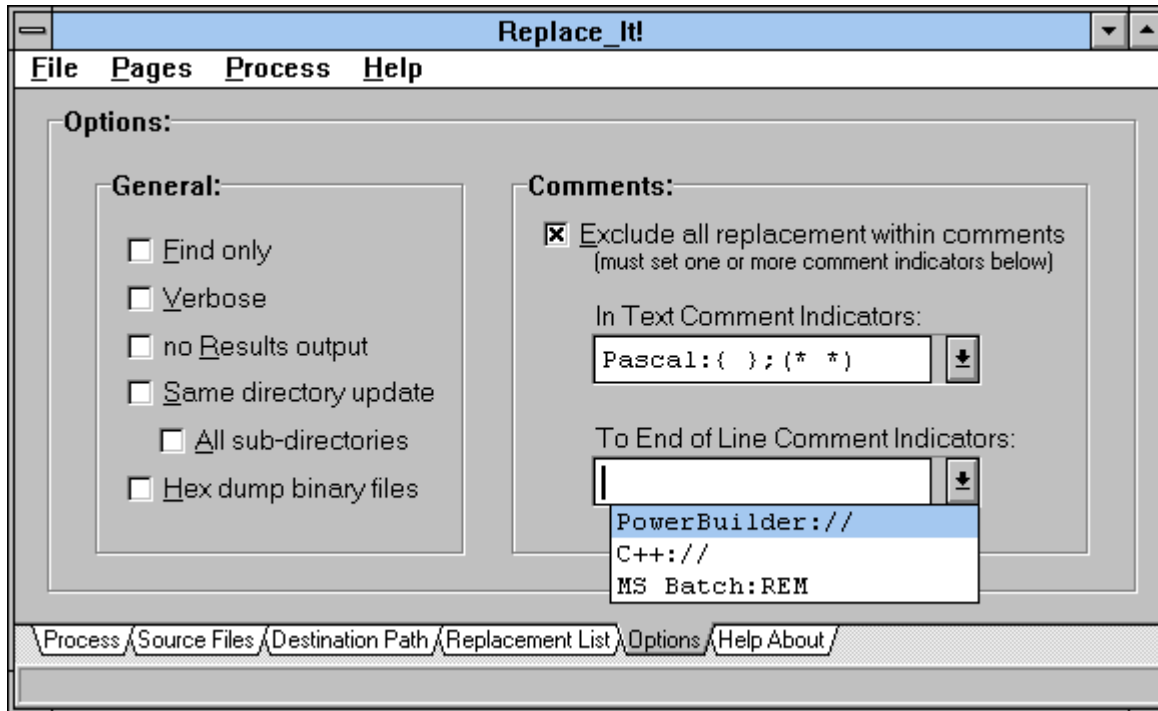 Replace_It!
File Pages Process Help
Options:
General:
Find only
Verbose
no Results output
Same directory update
All sub-directories
Hex dump binary files
Comments:
Exclude all replacement within comments
(must set one or more comment indicators below)
In Text Comment Indicators:
Pascal:{ };(* *)
To End of Line Comment Indicators:
PowerBuilder://
C++://
MS Batch:REM
Process Source Files Destination Path Replacement List Options Help About